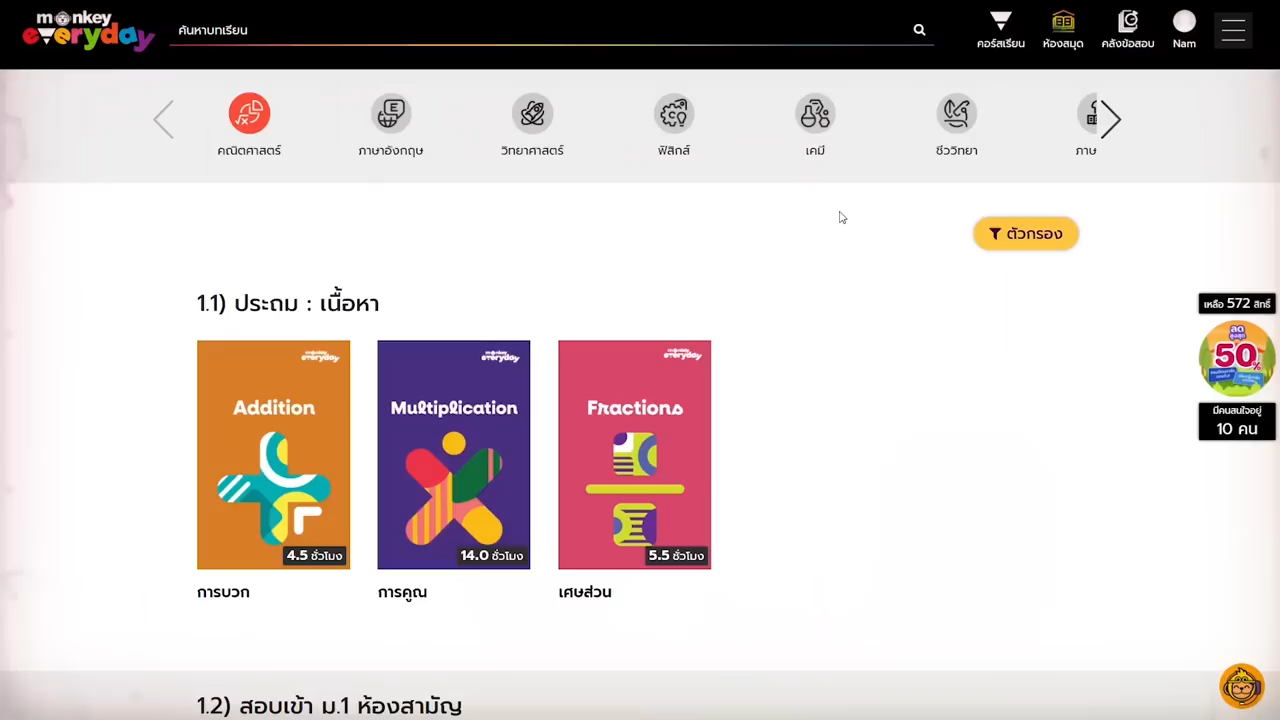 monkey
everyday
ค้นหาบทเรียน
คอร์สเรียน
ห้องสมุด
คลังข้อสอบ
Nam
คณิตศาสตร์
ภาษาอังกฤษ
วิทยาศาสตร์
ฟิสิกส์
เคมี
ชีววิทยา
ภาษ
ตัวกรอง
1.1) ประถม : เนื้อหา
monkey
everyday
Addition
4.5 ชั่วโมง
การบวก
monkey
everyday
Multiplication
14.0 ชั่วโมง
การคูณ
monkey
everyday
Fractions
5.5 ชั่วโมง
เศษส่วน
เหลือ 572 สิทธิ์
ลด
สูงสุด
50%
มีคนสนใจอยู่
10 คน
1.2) สอบเข้า ม.1 ห้องสามัญ